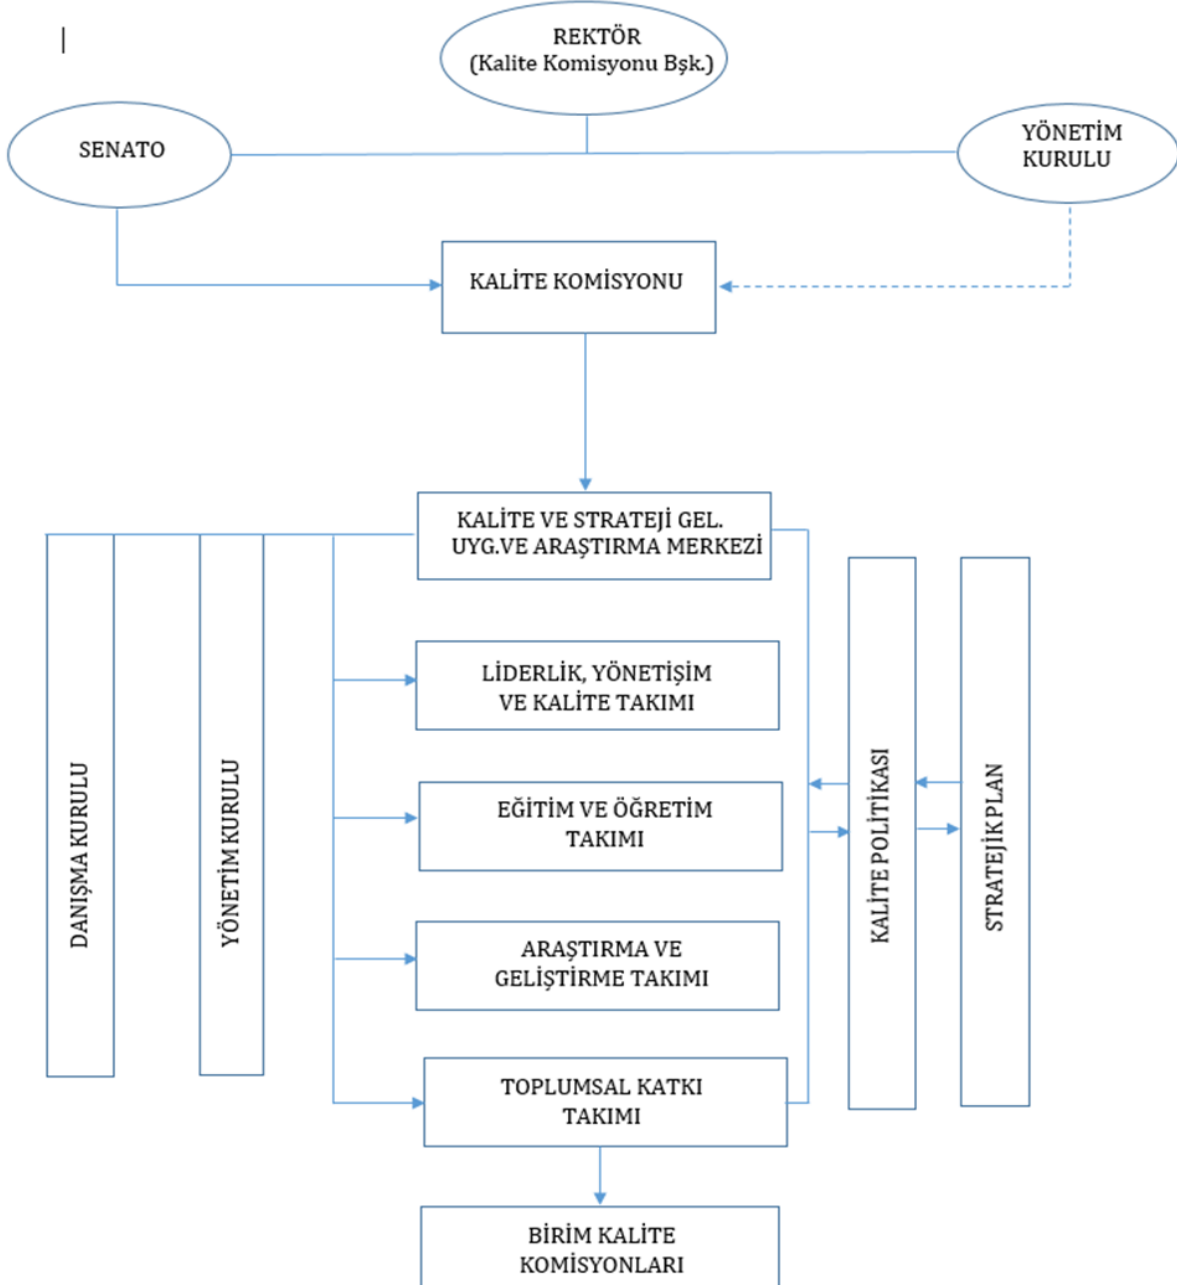 REKTÖR
(Kalite Komisyonu Bşk.)
SENATO
YÖNETİM
KURULU
KALİTE KOMİSYONU
KALİTE VE STRATEJİ GEL.
UYG.VE ARAŞTIRMA MERKEZİ
LİDERLİK, YÖNETİŞİM
VE KALİTE TAKIMI
EĞİTİM VE ÖĞRETİM
TAKIMI
ARAŞTIRMA VE
GELİŞTİRME TAKIMI
TOPLUMSAL KATKI
TAKIMI
BİRİM KALİTE
KOMİSYONLARI
DANIŞMA KURULU
YÖNETİM KURULU
KALİTE POLİTİKASI
STRATEJİK PLAN